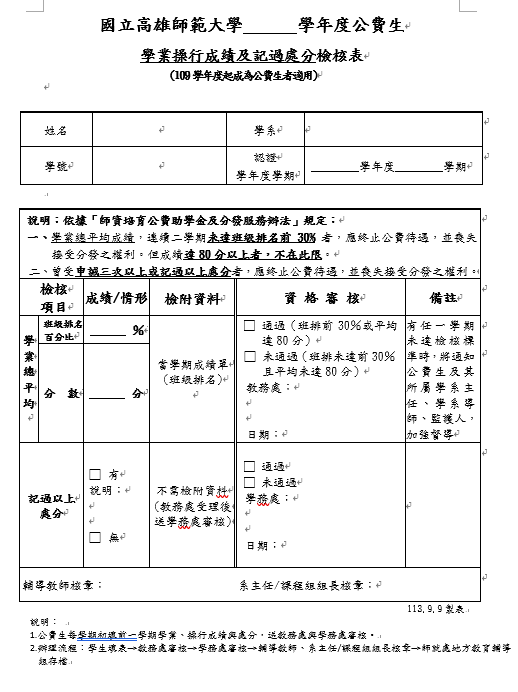 國立高雄師範大學______學年度公費生
學業操行成績及記過處分檢核表
(109學年度起成為公費生者適用)
姓名
學系
學號
認證
學年度學期
______學年度______學期
說明：依據「師資培育公費助學金及分發服務辦法」規定：
一、學業總平均成績，連續二學期未達班級排名前 30% 者，應終止公費待遇，並喪失
接受分發之權利。但成績達 80 分以上者，不在此限。
二、曾受申誡三次以上或記過以上處分者，應終止公費待遇，並喪失接受分發之權利。
檢核
項目
成績/情形
檢附資料
資 格 審 核
備註
學業總平均
班級排名
百分比
______ %
分 數
______ 分
當學期成績單
(班級排名)
□ 通過（班排前 30%或平均
達 80 分）
□ 未通過（班排未達前 30%
且平均未達 80 分）
教務處：
日期：
有任一學期
未達檢核標
準時，將通知
公費生及其
所屬學系主
任、學系導
師、監護人，
加強督導
記過以上
處分
□ 有
說明：
□ 無
不需檢附資料
(教務處受理後
送學務處審核)
□ 通過
□ 未通過
學務處：
日期：
輔導教師核章：
系主任/課程組組長核章：
113.9.9 製表
說明：
1.公費生每學期初填前一學期學業、操行成績與處分，送教務處與學務處審核。
2.辦理流程：學生填表→教務處審核→學務處審核→輔導教師、系主任/課程組組長核章→師就處地方教育輔導
組存檔